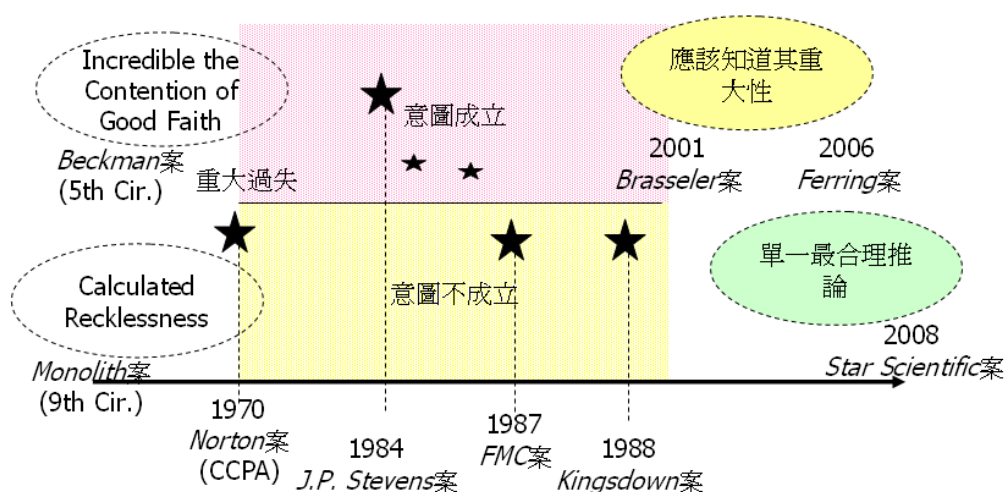 Incredible the
Contention of
Good Faith
Beckman案
(5th Cir.)
重大過失
意圖成立
應該知道其重
大性
2001
Brasseler案
2006
Ferring案
Calculated
Recklessness
Monolith案
(9th Cir.)
意圖不成立
單一最合理推
論
2008
Star Scientific案
1970
Norton案
(CCPA)
1984
J.P. Stevens案
1987
FMC案
1988
Kingsdown案